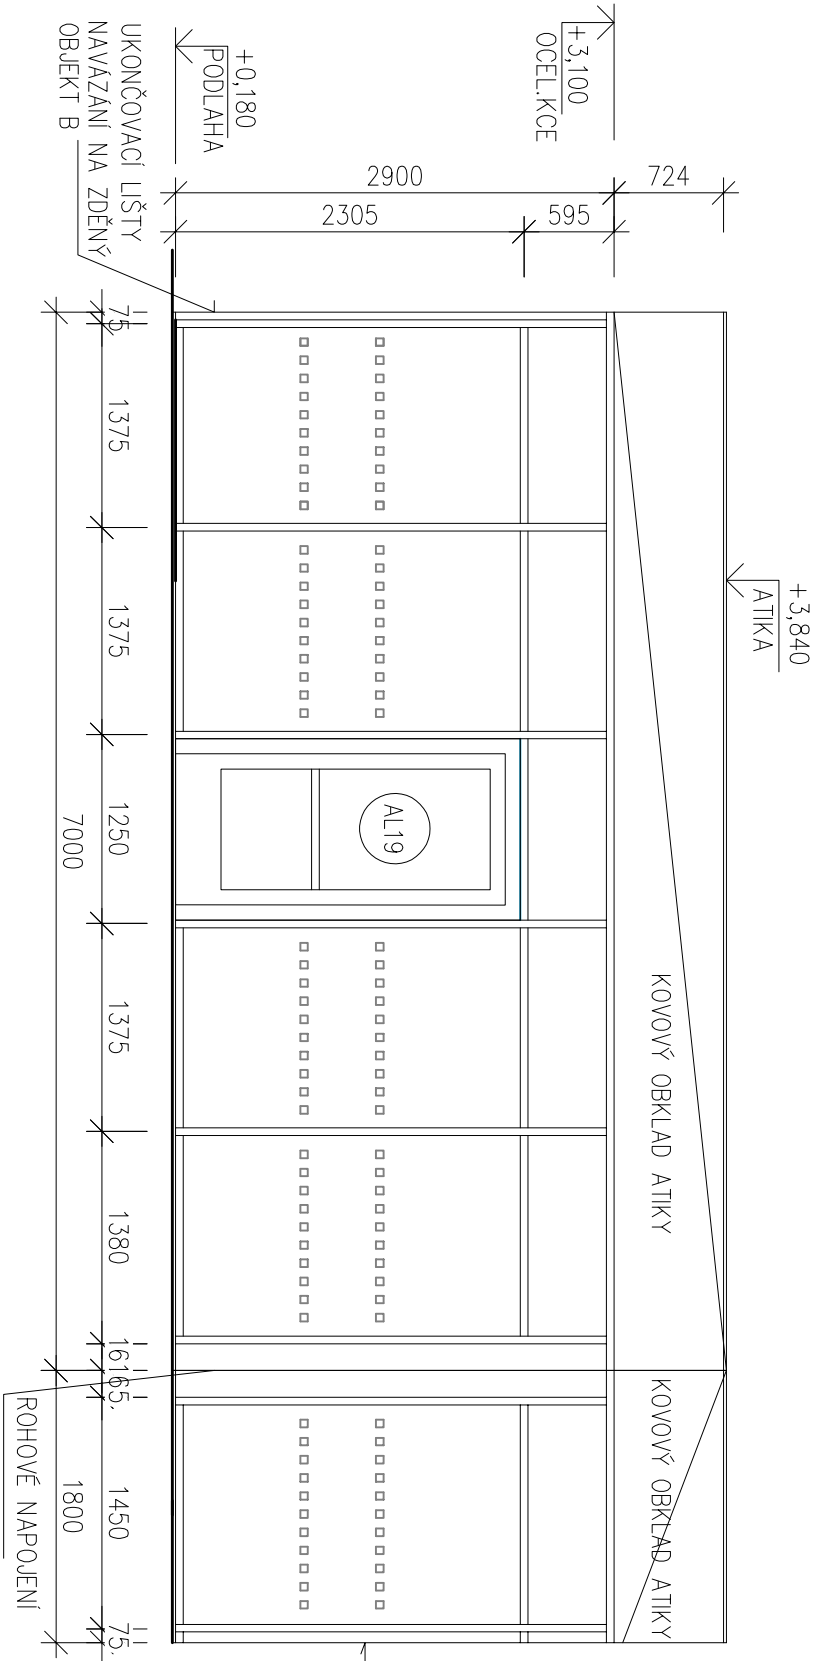 +3,840
ATIKA
+3,100
OCEL.KCE
+0,180
PODLAHA
724
2900
595
2305
KOVOVÝ OBKLAD ATIKY
KOVOVÝ OBKLAD ATIKY
AL19
UKONČOVACÍ LIŠTY
NAVÁZÁNÍ NA ZDĚNÝ
OBJEKT B
75
1375
1375
1250
1375
1380
1450
75
7000
1800
ROHOVÉ NAPOJENÍ